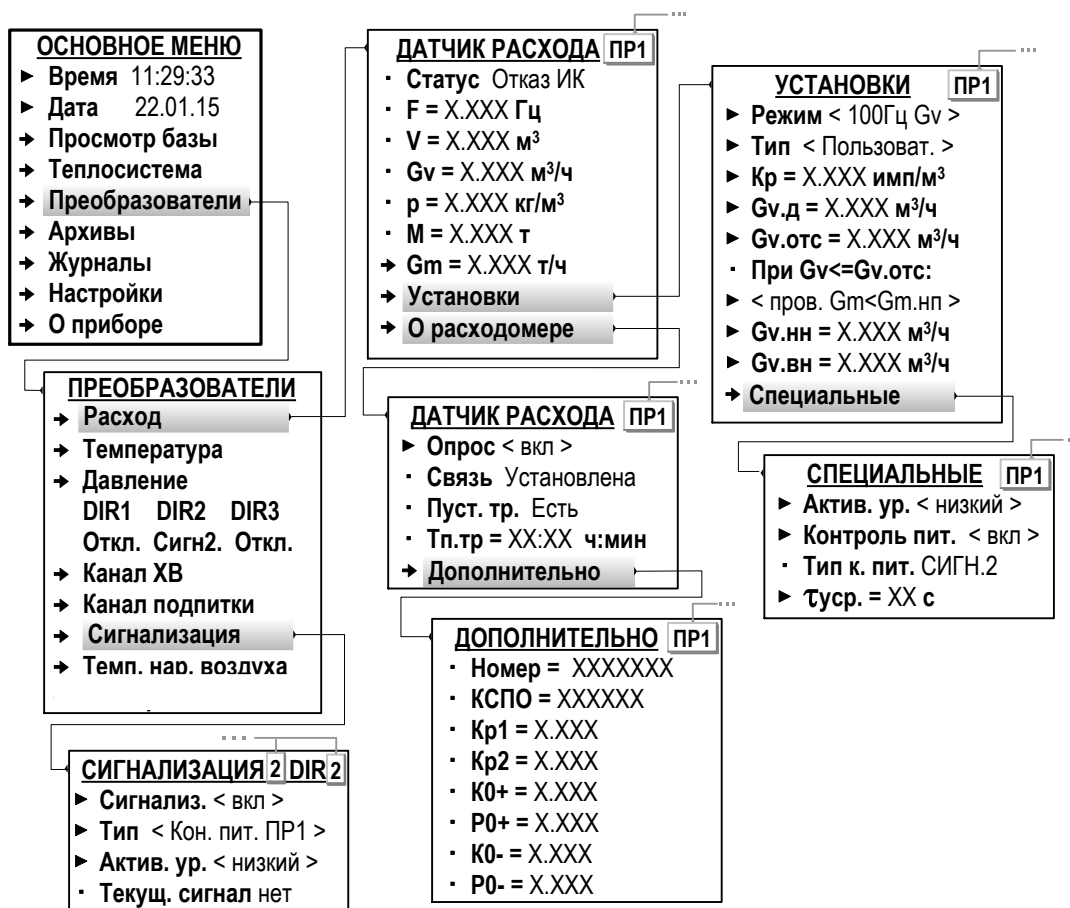 ОСНОВНОЕ МЕНЮ
Время 11:29:33
Дата 22.01.15
Просмотр базы
Теплосистема
Преобразователи
Архивы
Журналы
Настройки
О приборе
ПРЕОБРАЗОВАТЕЛИ
Расход
Температура
Давление
DIR1 DIR2 DIR3
Откл. Сигн2. Откл.
Канал ХВ
Канал подпитки
Сигнализация
Темп. нар. воздуха
СИГНАЛИЗАЦИЯ 2 DIR 2
Сигнализ. < вкл >
Тип < Кон. пит. ПР1 >
Актив. ур. < низкий >
Текущ. сигнал нет
ДАТЧИК РАСХОДА ПР1
Статус Отказ ИК
F = X.XXX Гц
V = X.XXX м³
Gv = X.XXX м³/ч
p = X.XXX кг/м³
M = X.XXX т
Gm = X.XXX т/ч
Установки
О расходомере
ДАТЧИК РАСХОДА ПР1
Опрос < вкл >
Связь Установлена
Пуст. тр. Есть
Тп.тр = XX:XX ч:мин
Дополнительно
ДОПОЛНИТЕЛЬНО ПР1
Номер = XXXXXXX
КСПО = XXXXXX
Кр1 = X.XXX
Кр2 = X.XXX
К0+ = X.XXX
Р0+ = X.XXX
К0- = X.XXX
Р0- = X.XXX
УСТАНОВКИ ПР1
Режим < 100Гц Gv >
Тип < Пользоват. >
Кр = X.XXX имп/м³
Gv.д = X.XXX м³/ч
Gv.отс = X.XXX м³/ч
При Gv<=Gv.отс:
< пров. Gm<Gm.нп >
Gv.нн = X.XXX м³/ч
Gv.вн = X.XXX м³/ч
Специальные
СПЕЦИАЛЬНЫЕ ПР1
Актив. ур. < низкий >
Контроль пит. < вкл >
Тип к. пит. СИГН.2
τуср. = XX с